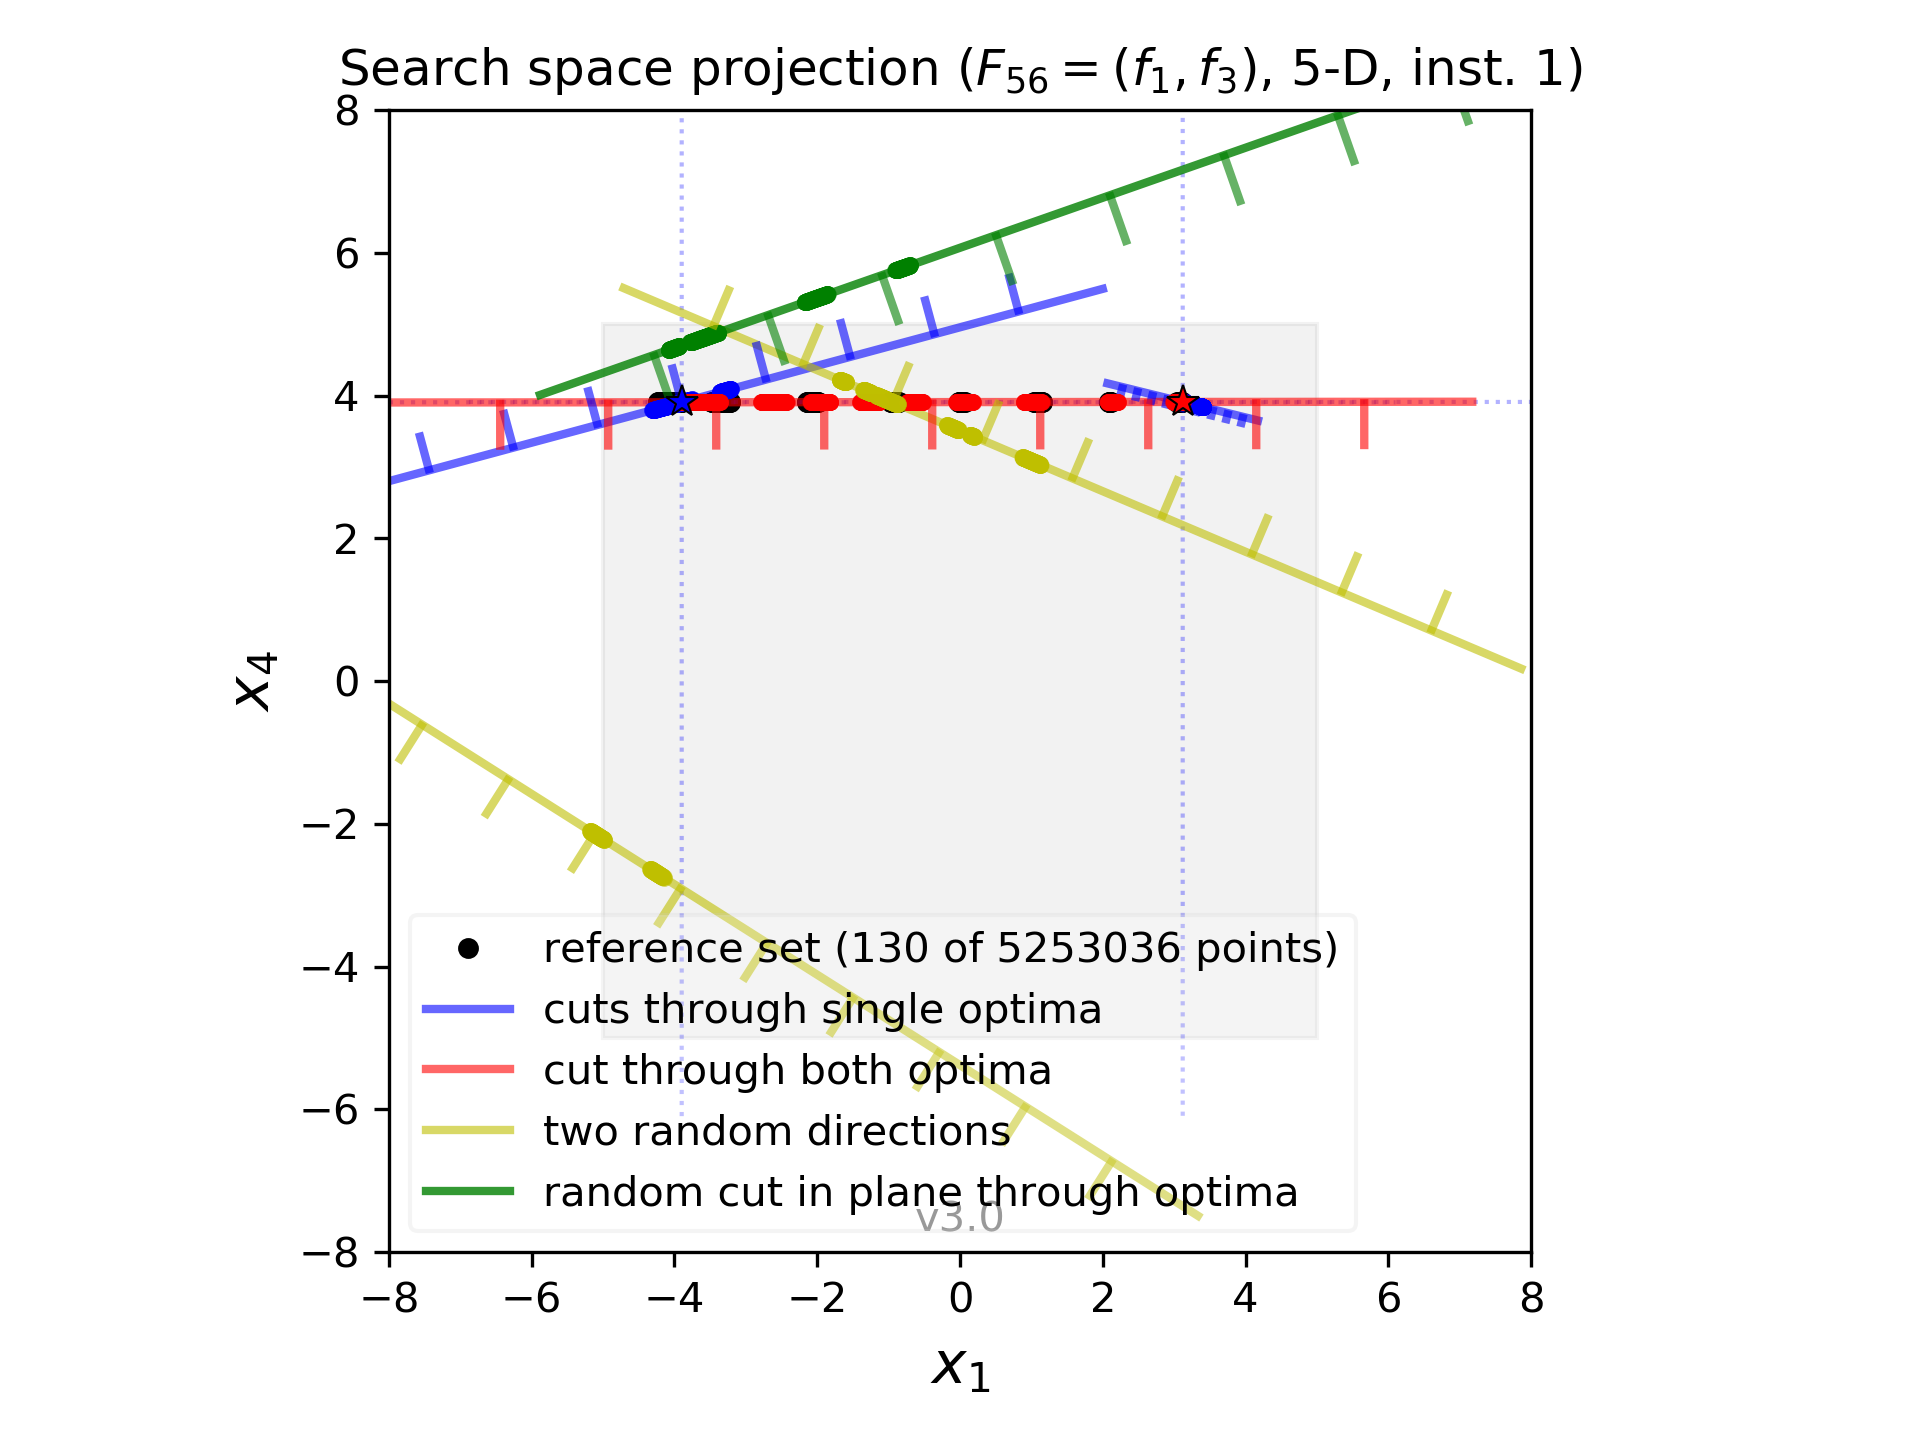 Search space projection (F₅₆ = (f₁, f₃), 5-D, inst. 1)
8
6
4
2
0
−2
−4
−6
−8
x₄
reference set (130 of 5253036 points)
cuts through single optima
cut through both optima
two random directions
random cut in plane through optima
v3.0
−8 −6 −4 −2 0 2 4 6 8
x₁